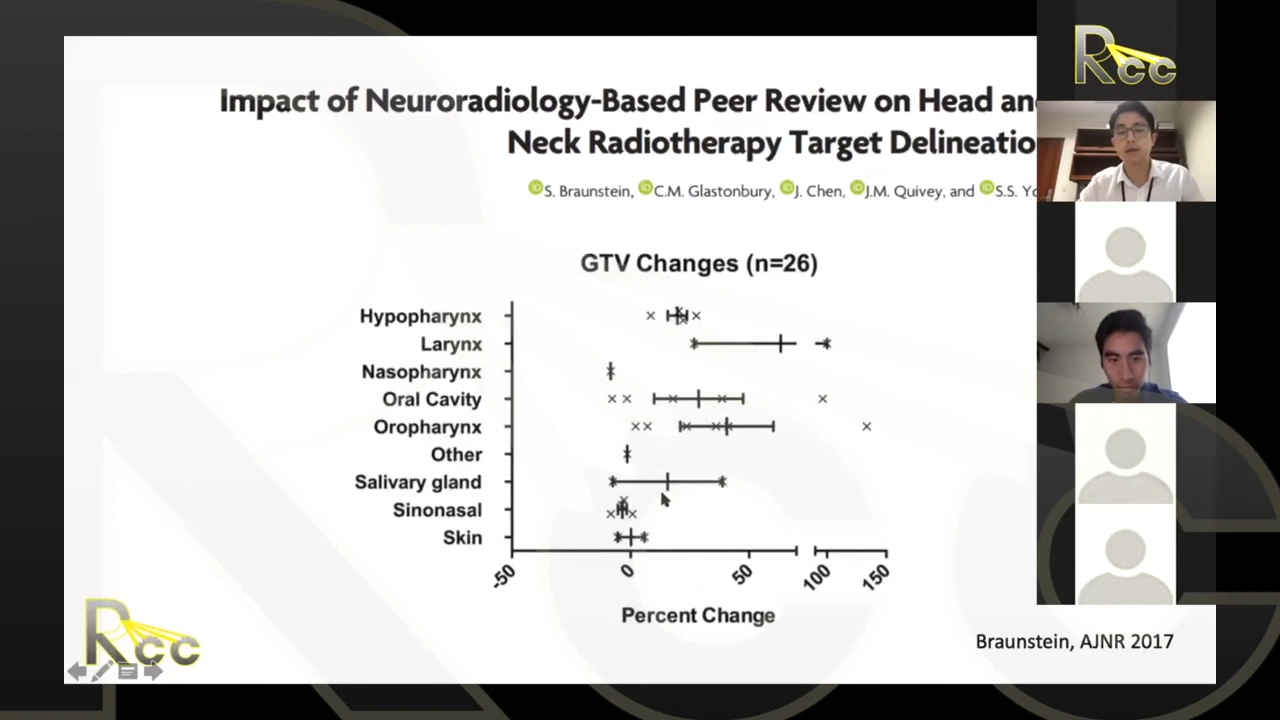 Impact of Neuroradiology-Based Peer Review on Head
Neck Radiotherapy Target
S. Braunstein, C.M. Glastonbury, J. Chen, J.M. Quivey, and S.S.
GTV Changes (n=26)
Hypopharynx
Larynx
Nasopharynx
Oral Cavity
Oropharynx
Other
Salivary gland
Sinonasal
Skin
-50 0 50 100 150
Percent Change
Braunstein, AJNR 2017
Rcc
Rcc